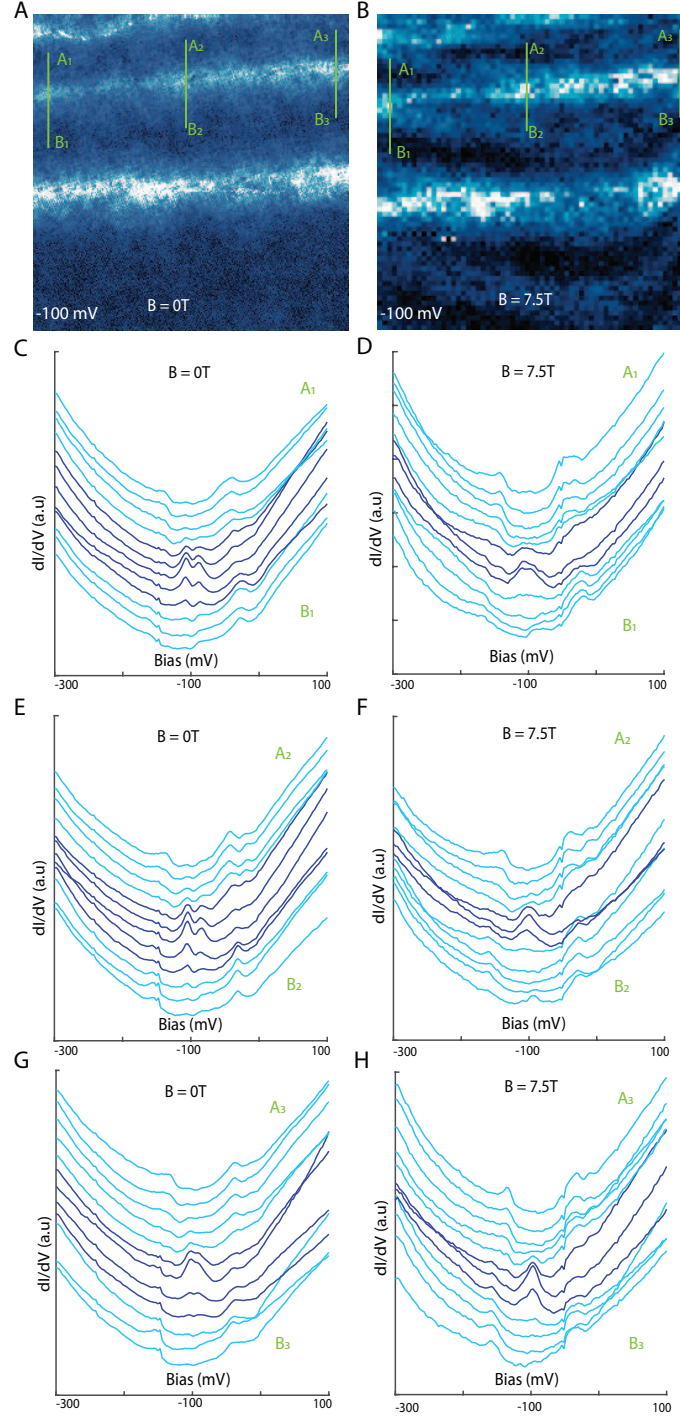 A
A₁
A₂
A₃
B₁
B₂
B₃
-100 mV
B = 0T
B
A₁
A₂
A₃
B₁
B₂
B₃
-100 mV
B = 7.5T
C
B = 0T
A₁
dI/dV (a.u)
B₁
Bias (mV)
-300
-100
100
D
B = 7.5T
A₁
dI/dV (a.u)
B₁
Bias (mV)
-300
-100
100
E
B = 0T
A₂
dI/dV (a.u)
B₂
Bias (mV)
-300
-100
100
F
B = 7.5T
A₂
dI/dV (a.u)
B₂
Bias (mV)
-300
-100
100
G
B = 0T
A₃
dI/dV (a.u)
B₃
Bias (mV)
-300
-100
100
H
B = 7.5T
A₃
dI/dV (a.u)
B₃
Bias (mV)
-300
-100
100